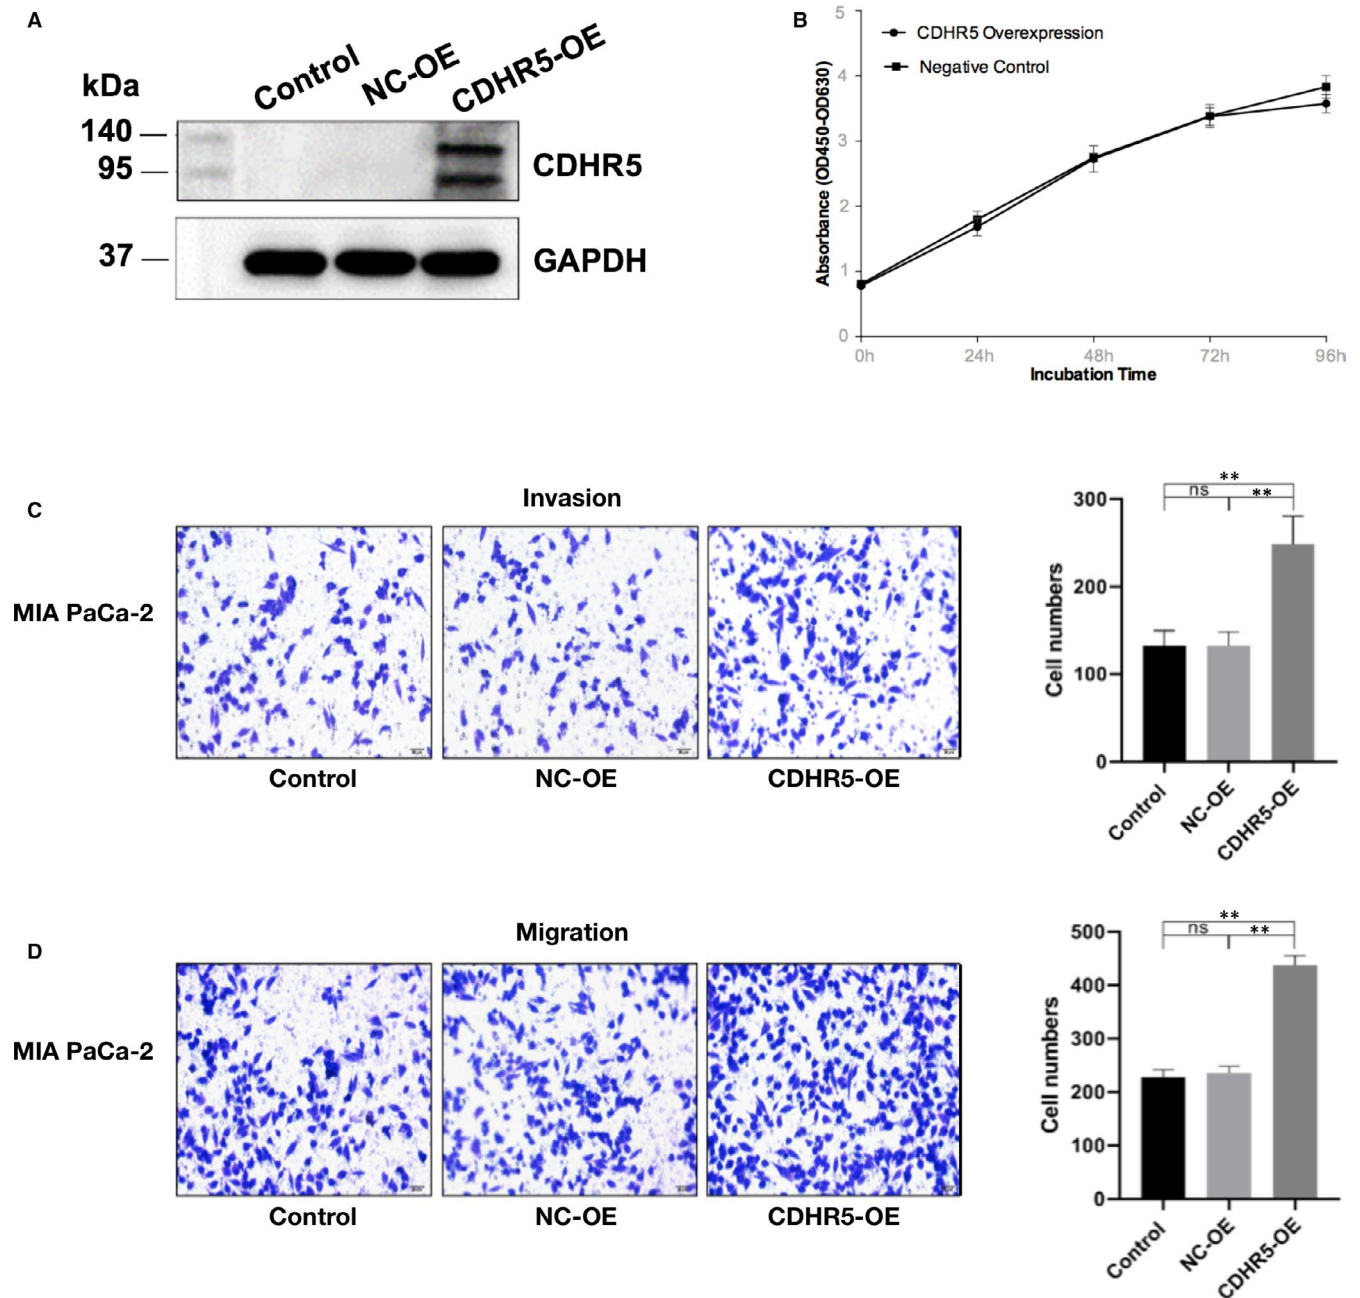 A
kDa
Control
NC-OE
CDHR5-OE
140
95
CDHR5
37
GAPDH
B
CDHR5 Overexpression
Negative Control
Absorbance (OD450-OD630)
5
4
3
2
1
0
0h
24h
48h
72h
96h
Incubation Time
C
Invasion
MIA PaCa-2
Control
NC-OE
CDHR5-OE
**
ns
**
Cell numbers
300
200
100
0
Control
NC-OE
CDHR5-OE
D
Migration
MIA PaCa-2
Control
NC-OE
CDHR5-OE
**
ns
**
Cell numbers
500
400
300
200
100
0
Control
NC-OE
CDHR5-OE